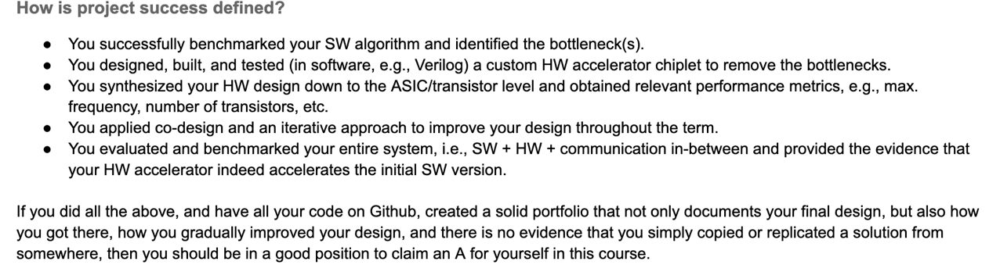 How is project success defined?
● You successfully benchmarked your SW algorithm and identified the bottleneck(s).
● You designed, built, and tested (in software, e.g., Verilog) a custom HW accelerator chiplet to remove the bottlenecks.
● You synthesized your HW design down to the ASIC/transistor level and obtained relevant performance metrics, e.g., max.
frequency, number of transistors, etc.
● You applied co-design and an iterative approach to improve your design throughout the term.
● You evaluated and benchmarked your entire system, i.e., SW + HW + communication in-between and provided the evidence that
your HW accelerator indeed accelerates the initial SW version.
If you did all the above, and have all your code on Github, created a solid portfolio that not only documents your final design, but also how
you got there, how you gradually improved your design, and there is no evidence that you simply copied or replicated a solution from
somewhere, then you should be in a good position to claim an A for yourself in this course.